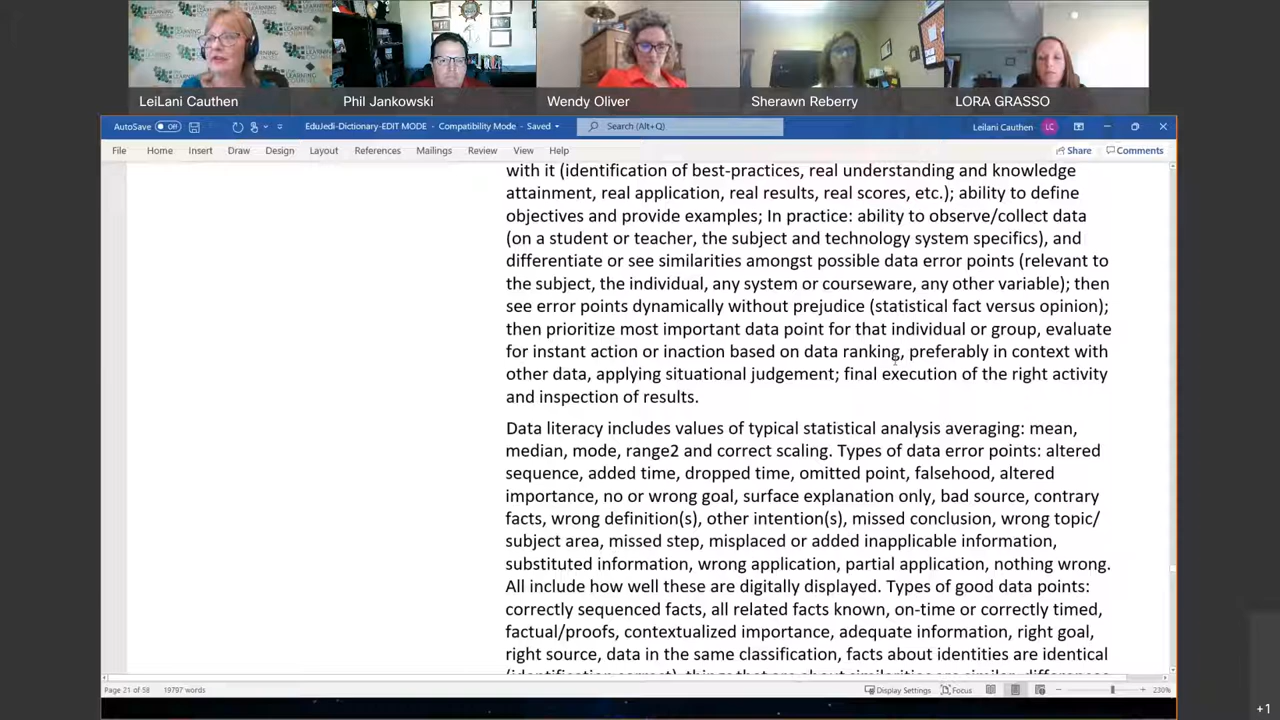 LeiLani Cauthen
Phil Jankowski
Wendy Oliver
Sherawn Reberry
LORA GRASSO
AutoSave Off
EduJedi-Dictionary-EDIT MODE - Compatibility Mode - Saved
Search (Alt+Q)
Leilani Cauthen LC
File Home Insert Draw Design Layout References Mailings Review View Help
Share Comments
with it (identification of best-practices, real understanding and knowledge
attainment, real application, real results, real scores, etc.); ability to define
objectives and provide examples; In practice: ability to observe/collect data
(on a student or teacher, the subject and technology system specifics), and
differentiate or see similarities amongst possible data error points (relevant to
the subject, the individual, any system or courseware, any other variable); then
see error points dynamically without prejudice (statistical fact versus opinion);
then prioritize most important data point for that individual or group, evaluate
for instant action or inaction based on data ranking, preferably in context with
other data, applying situational judgement; final execution of the right activity
and inspection of results.
Data literacy includes values of typical statistical analysis averaging: mean,
median, mode, range2 and correct scaling. Types of data error points: altered
sequence, added time, dropped time, omitted point, falsehood, altered
importance, no or wrong goal, surface explanation only, bad source, contrary
facts, wrong definition(s), other intention(s), missed conclusion, wrong topic/
subject area, missed step, misplaced or added inapplicable information,
substituted information, wrong application, partial application, nothing wrong.
All include how well these are digitally displayed. Types of good data points:
correctly sequenced facts, all related facts known, on-time or correctly timed,
factual/proofs, contextualized importance, adequate information, right goal,
right source, data in the same classification, facts about identities are identical
Page 21 of 58 19797 words
Display Settings Focus
230%
+1